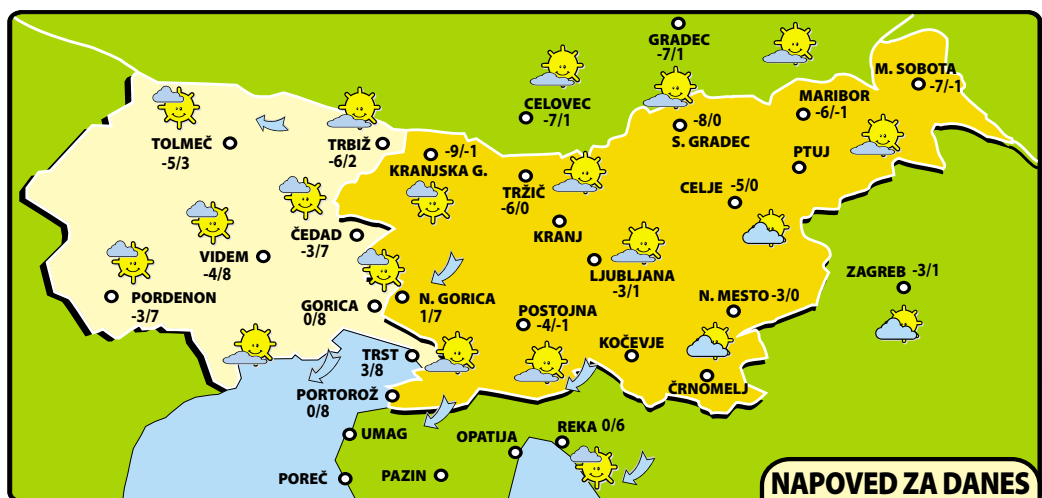 GRADEC
-7/1
M. SOBOTA
-7/-1
CELOVEC
-7/1
MARIBOR
-6/-1
-8/0
S. GRADEC
TOLMEČ
-5/3
TRBIŽ
-6/2
-9/-1
KRANJSKA G.
PTUJ
TRŽIČ
-6/0
CELJE -5/0
KRANJ
ČEDAD
-3/7
VIDEM
-4/8
LJUBLJANA
-3/1
ZAGREB -3/1
PORDENON
-3/7
GORICA
0/8
N. GORICA
1/7
N. MESTO -3/0
POSTOJNA
-4/-1
KOČEVJE
TRST
3/8
ČRNOMELJ
PORTOROŽ
0/8
UMAG
OPATIJA
REKA 0/6
POREČ
PAZIN
NAPOVED ZA DANES